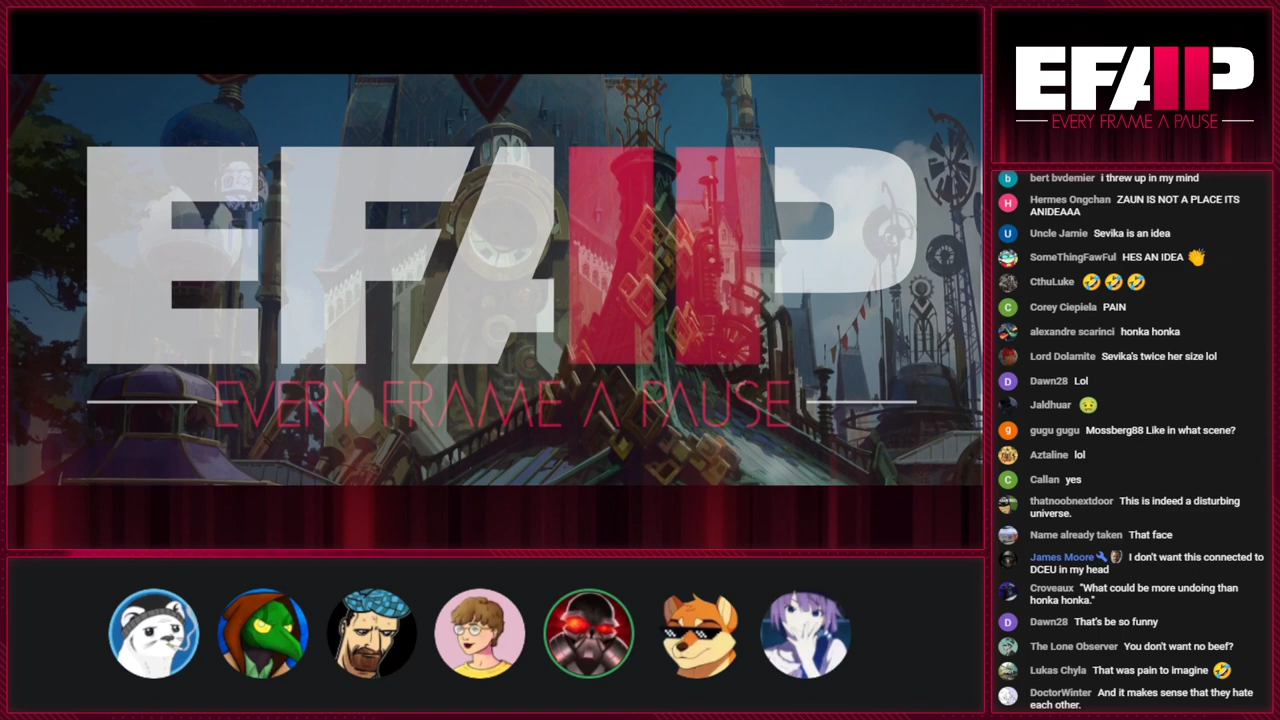 EFAP
EVERY FRAME A PAUSE
EFAP
EVERY FRAME A PAUSE
b bert bvdemier i threw up in my mind
H Hermes Ongchan ZAUN IS NOT A PLACE ITS
ANIDEAAA
U Uncle Jamie Sevika is an idea
SomeThingFawFul HES AN IDEA 👏
CthuLuke 🤣 🤣 🤣
C Corey Ciepiela PAIN
alexandre scarinci honka honka
Lord Dolamite Sevika's twice her size lol
D Dawn28 Lol
Jaldhuar 🤢
g gugu gugu Mossberg88 Like in what scene?
Aztaline lol
C Callan yes
thatnoobnextdoor This is indeed a disturbing
universe.
Name already taken That face
James Moore I don't want this connected to
DCEU in my head
Croveaux "What could be more undoing than
honka honka."
D Dawn28 That's be so funny
The Lone Observer You don't want no beef?
Lukas Chyla That was pain to imagine 🤣
DoctorWinter And it makes sense that they hate
each other.